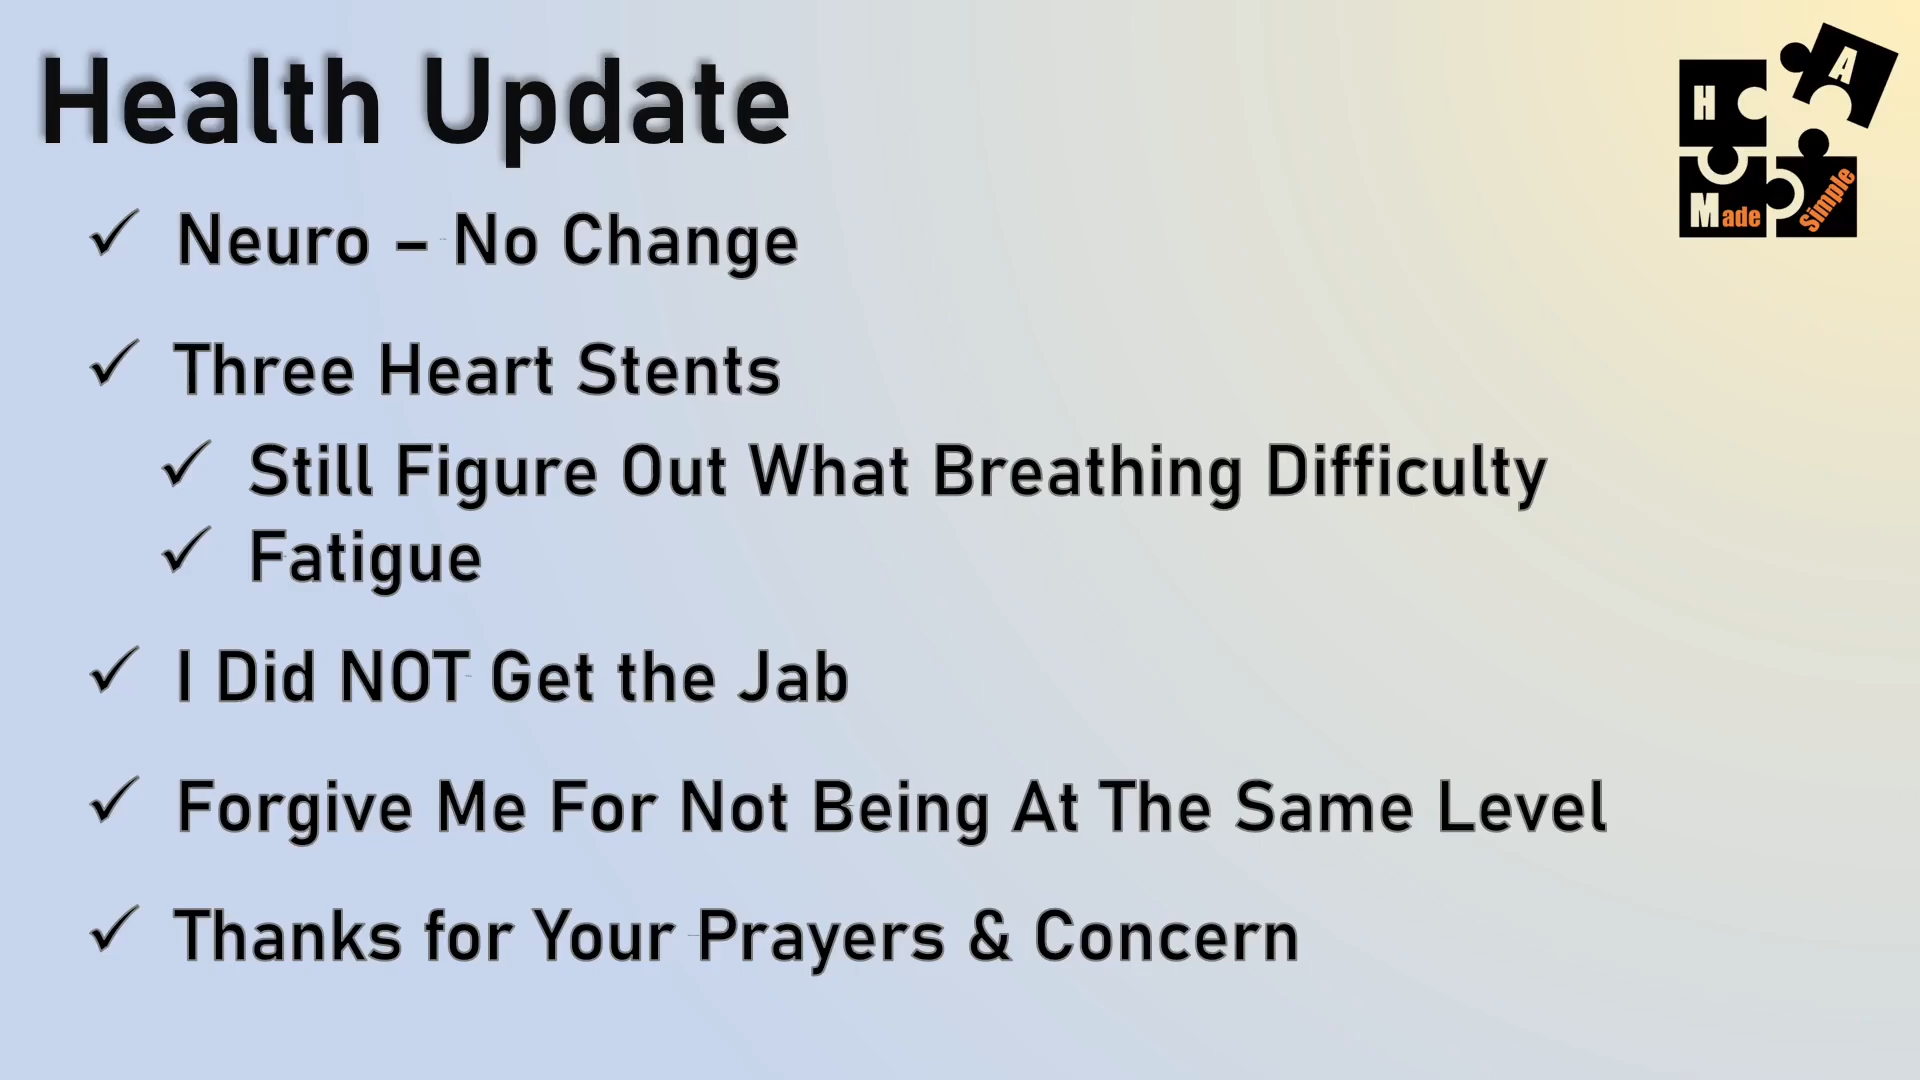 Health Update
H A
Made Simple
✓ Neuro – No Change
✓ Three Heart Stents
✓ Still Figure Out What Breathing Difficulty
✓ Fatigue
✓ I Did NOT Get the Jab
✓ Forgive Me For Not Being At The Same Level
✓ Thanks for Your Prayers & Concern